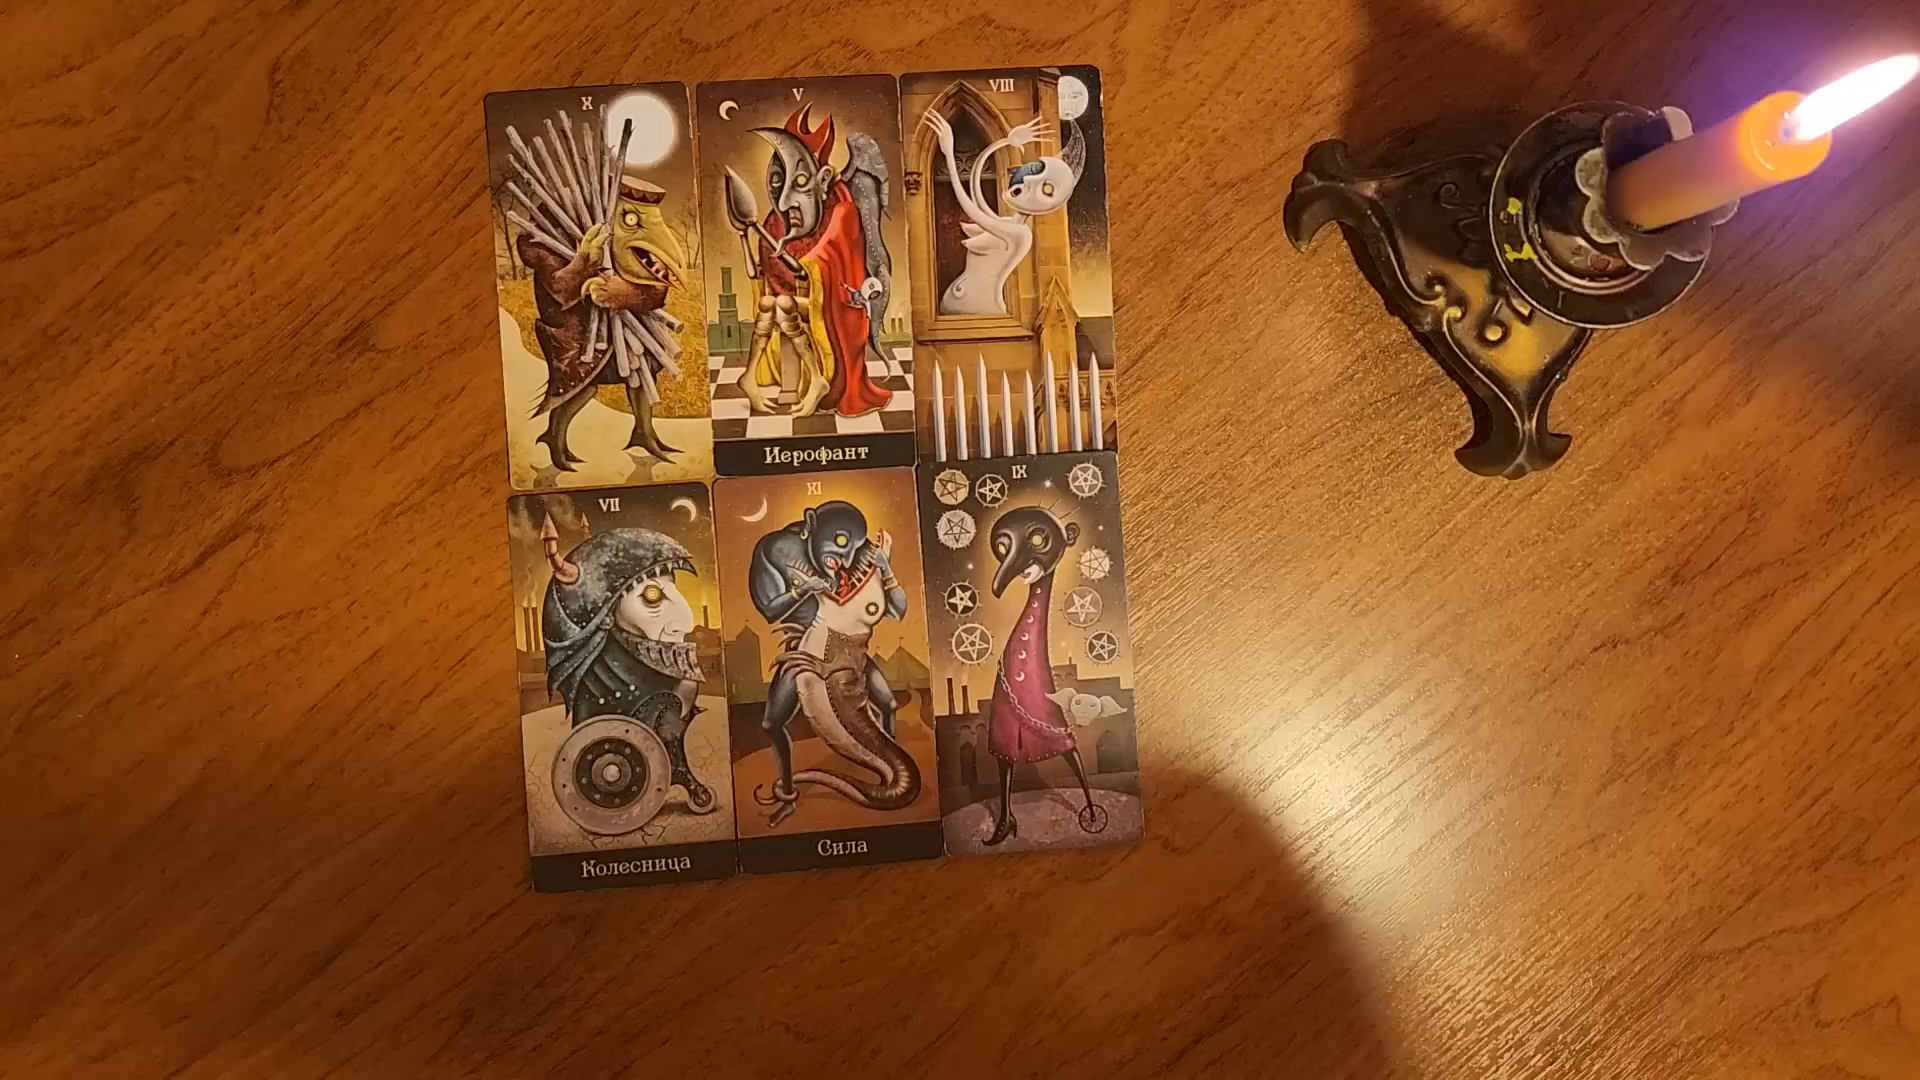 X
V
VIII
Иерофант
VII
XI
IX
Колесница
Сила